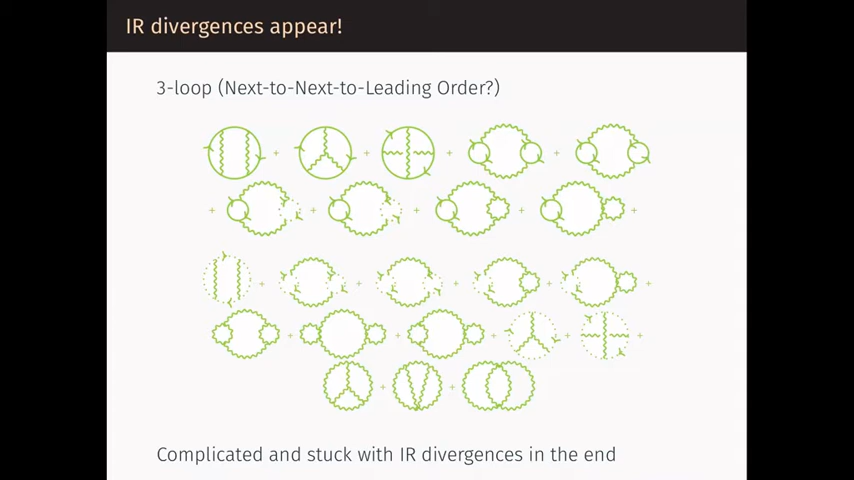 IR divergences appear!
3-loop (Next-to-Next-to-Leading Order?)
+ + + +
+ + + + +
+ + + + +
+ + + + +
+ +
Complicated and stuck with IR divergences in the end